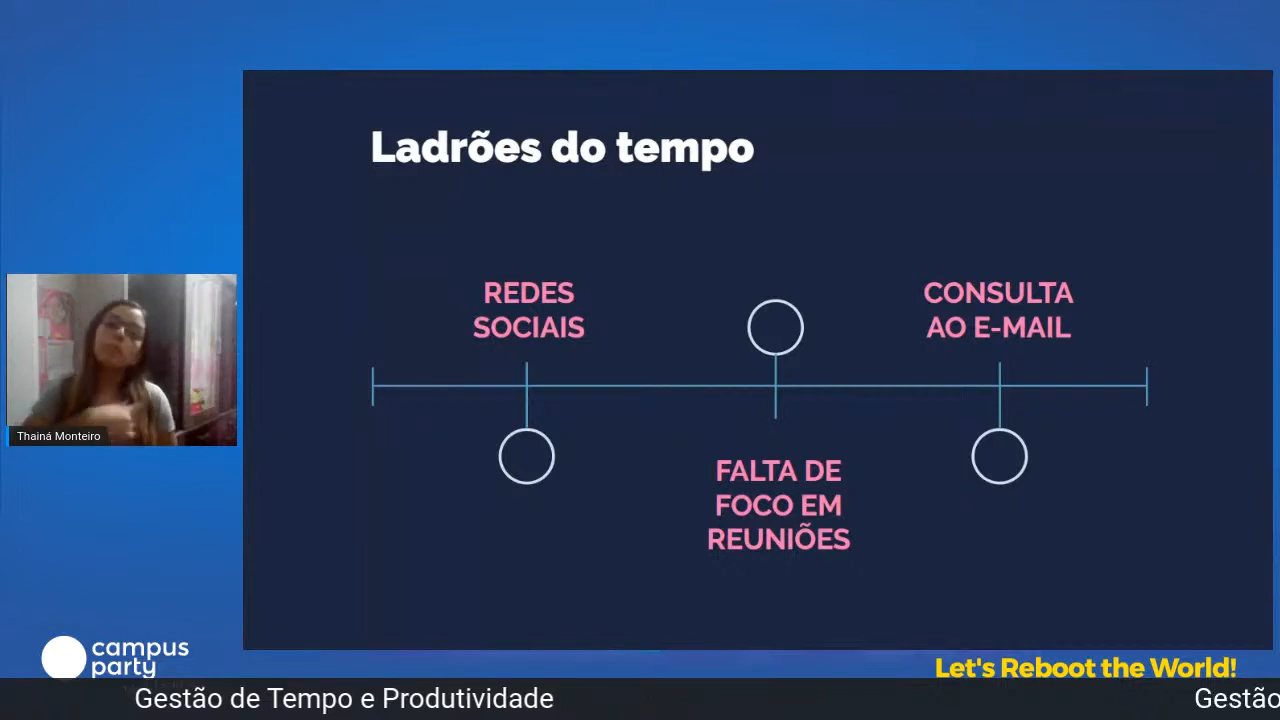 Ladrões do tempo
REDES
SOCIAIS
CONSULTA
AO E-MAIL
FALTA DE
FOCO EM
REUNIÕES
Thainá Monteiro
campus
party
Let's Reboot the World!
Gestão de Tempo e Produtividade
Gestão